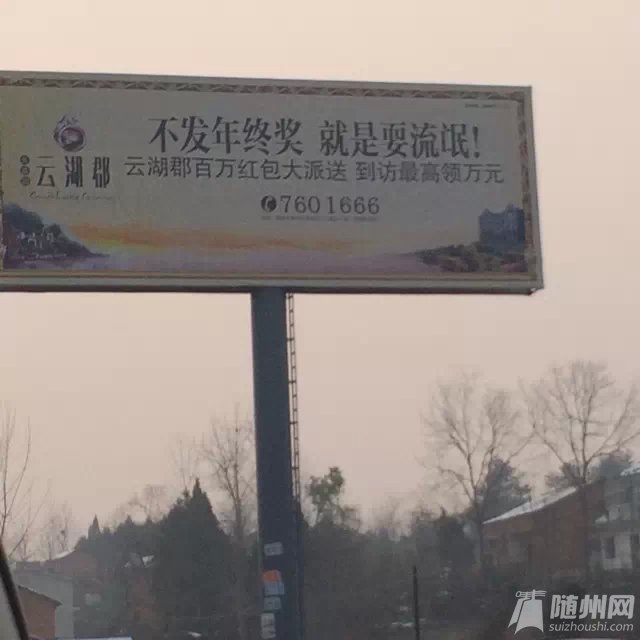 不发年终奖 就是耍流氓!
云湖郡
云湖郡百万红包大派送 到访最高领万元
7601666
随州网
suizhoushi.com